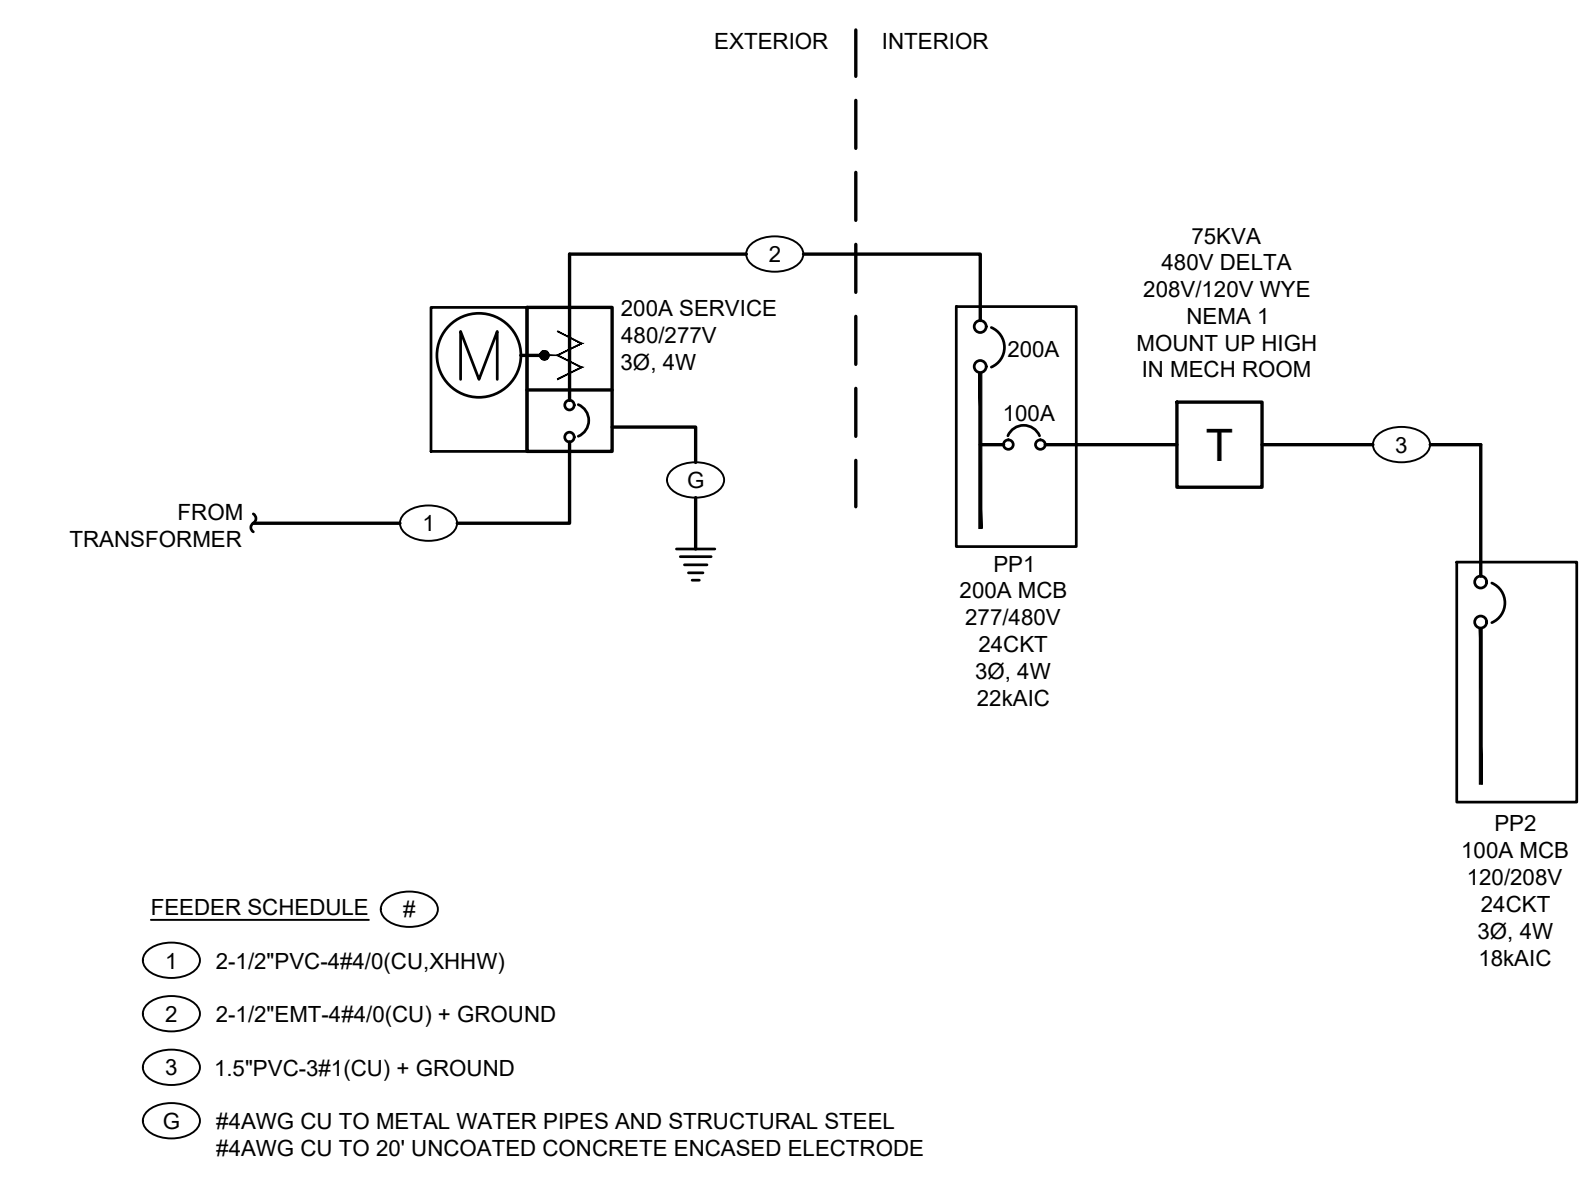 EXTERIOR
INTERIOR
2
75KVA
480V DELTA
208V/120V WYE
NEMA 1
MOUNT UP HIGH
IN MECH ROOM
M
200A SERVICE
480/277V
3Ø, 4W
200A
100A
T
3
G
FROM
TRANSFORMER
1
PP1
200A MCB
277/480V
24CKT
3Ø, 4W
22kAIC
PP2
100A MCB
120/208V
24CKT
3Ø, 4W
18kAIC
FEEDER SCHEDULE #
1 2-1/2"PVC-4#4/0(CU,XHHW)
2 2-1/2"EMT-4#4/0(CU) + GROUND
3 1.5"PVC-3#1(CU) + GROUND
G #4AWG CU TO METAL WATER PIPES AND STRUCTURAL STEEL
#4AWG CU TO 20' UNCOATED CONCRETE ENCASED ELECTRODE